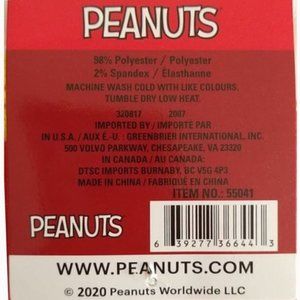 PEANUTS
98% Polyester / Polyester
2% Spandex / Élasthanne
MACHINE WASH COLD WITH LIKE COLOURS.
TUMBLE DRY LOW HEAT.
320817 2007
IMPORTED BY / IMPORTÉ PAR
IN U.S.A. / AUX É.-U. : GREENBRIER INTERNATIONAL, INC.
500 VOLVO PARKWAY, CHESAPEAKE, VA 23320
IN CANADA / AU CANADA:
DTSC IMPORTS BURNABY, BC V5G 4P3
MADE IN CHINA / FABRIQUÉ EN CHINA
ITEM NO.: 55041
PEANUTS
6 39277 36644 3
WWW.PEANUTS.COM
© 2020 Peanuts Worldwide LLC